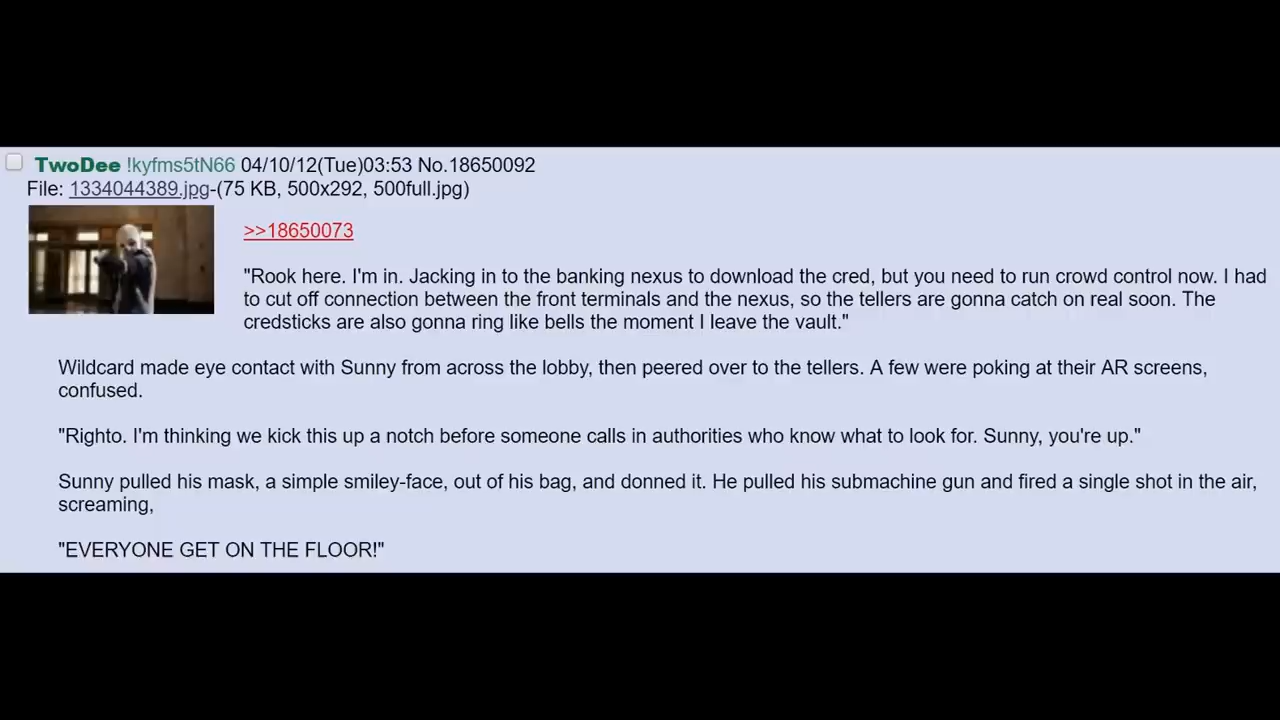 TwoDee !kyfms5tN66 04/10/12(Tue)03:53 No.18650092
File: 1334044389.jpg-(75 KB, 500x292, 500full.jpg)
>>18650073
"Rook here. I'm in. Jacking in to the banking nexus to download the cred, but you need to run crowd control now. I had
to cut off connection between the front terminals and the nexus, so the tellers are gonna catch on real soon. The
credsticks are also gonna ring like bells the moment I leave the vault."
Wildcard made eye contact with Sunny from across the lobby, then peered over to the tellers. A few were poking at their AR screens,
confused.
"Righto. I'm thinking we kick this up a notch before someone calls in authorities who know what to look for. Sunny, you're up."
Sunny pulled his mask, a simple smiley-face, out of his bag, and donned it. He pulled his submachine gun and fired a single shot in the air,
screaming,
"EVERYONE GET ON THE FLOOR!"